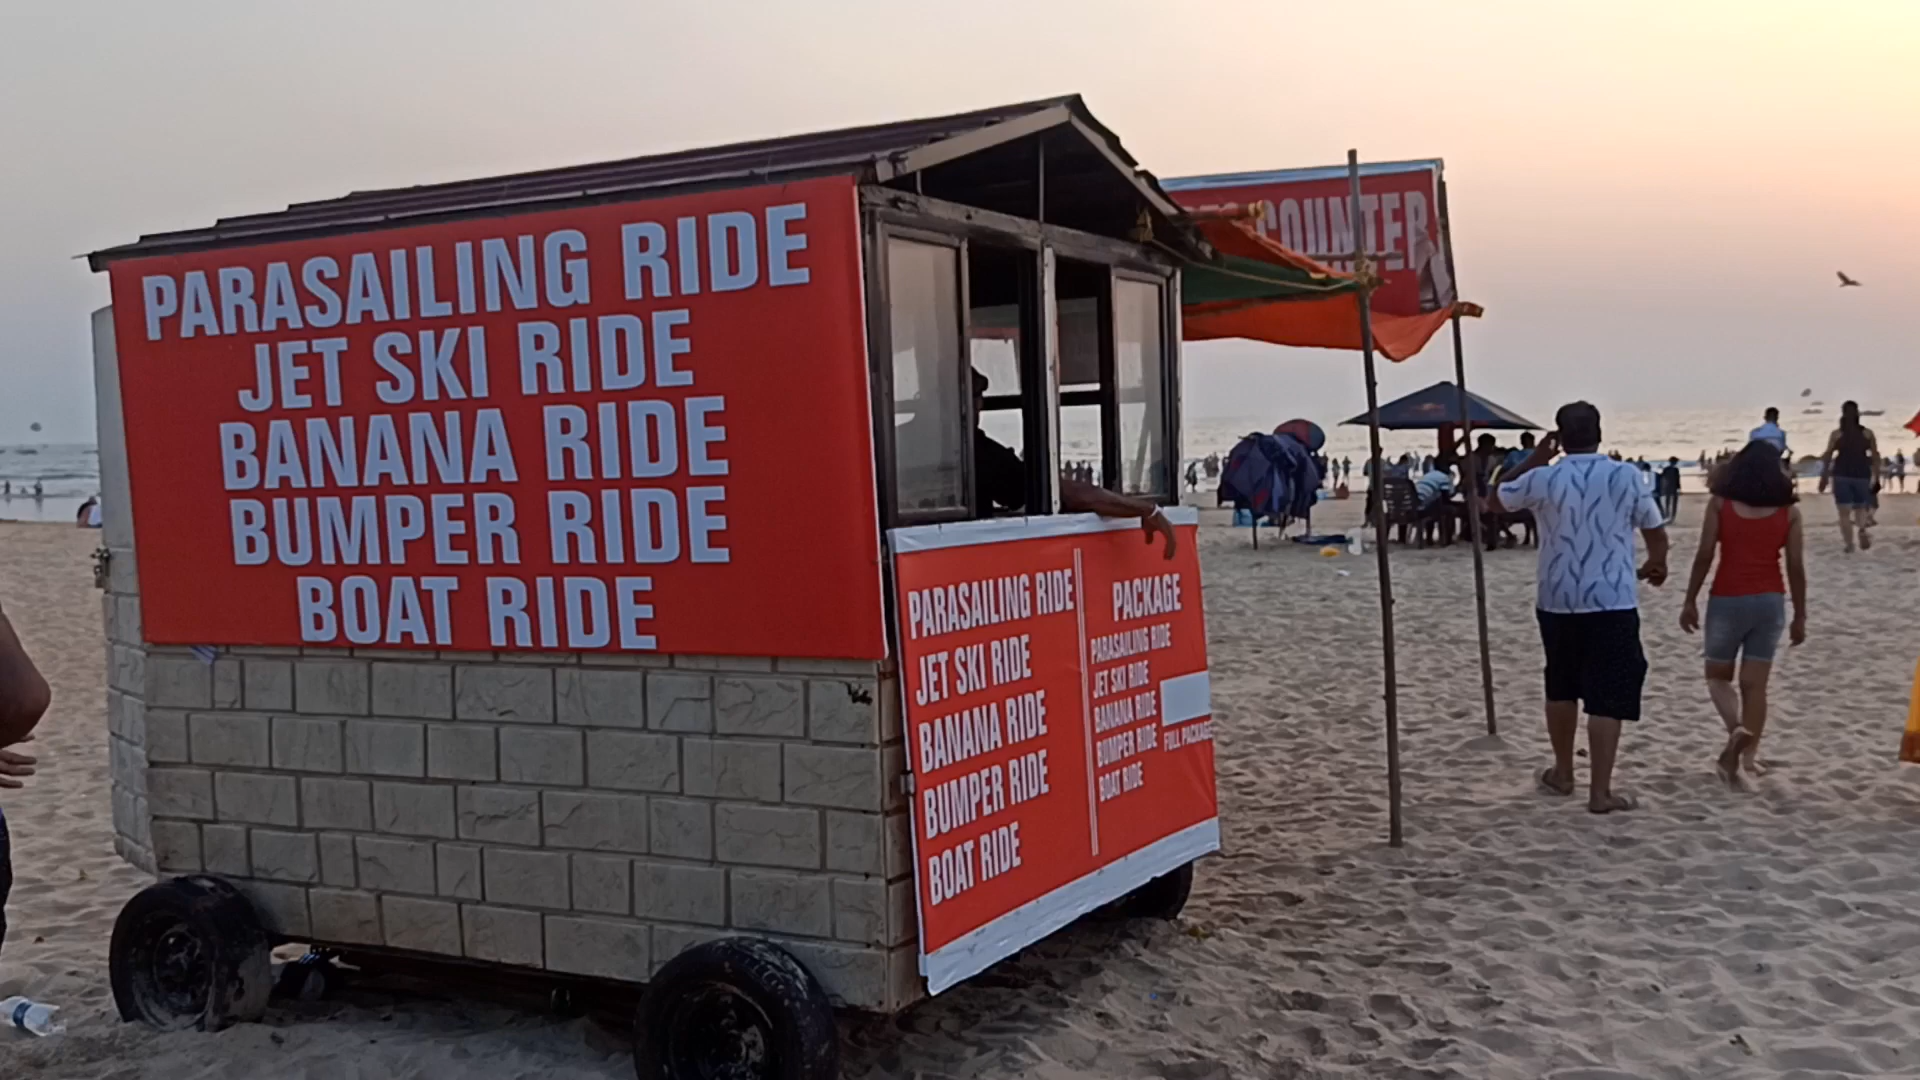 PARASAILING RIDE
JET SKI RIDE
BANANA RIDE
BUMPER RIDE
BOAT RIDE
PARASAILING RIDE
JET SKI RIDE
BANANA RIDE
BUMPER RIDE
BOAT RIDE
PACKAGE
PARASAILING RIDE
JET SKI RIDE
BANANA RIDE
BUMPER RIDE
BOAT RIDE
FULL PACKAGE
COUNTER